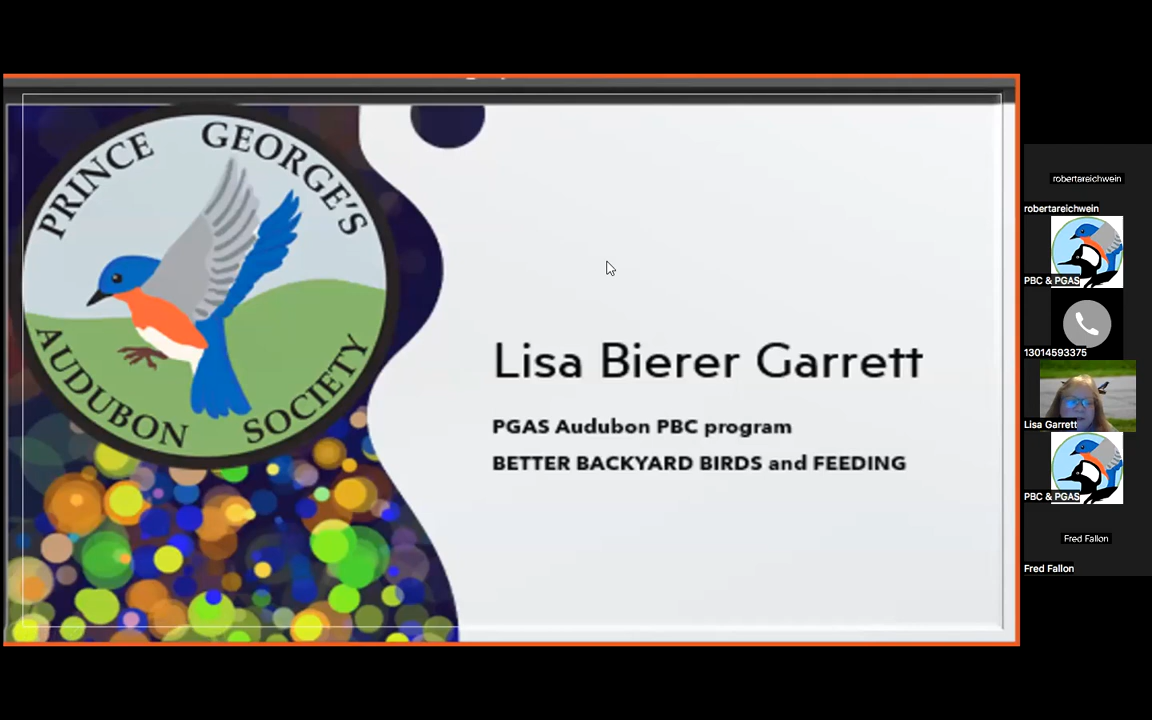 PRINCE GEORGE'S
AUDUBON SOCIETY
Lisa Bierer Garrett
PGAS Audubon PBC program
BETTER BACKYARD BIRDS and FEEDING
robertareichwein
robertareichwein
PBC & PGAS
13014593375
Lisa Garrett
PBC & PGAS
Fred Fallon
Fred Fallon